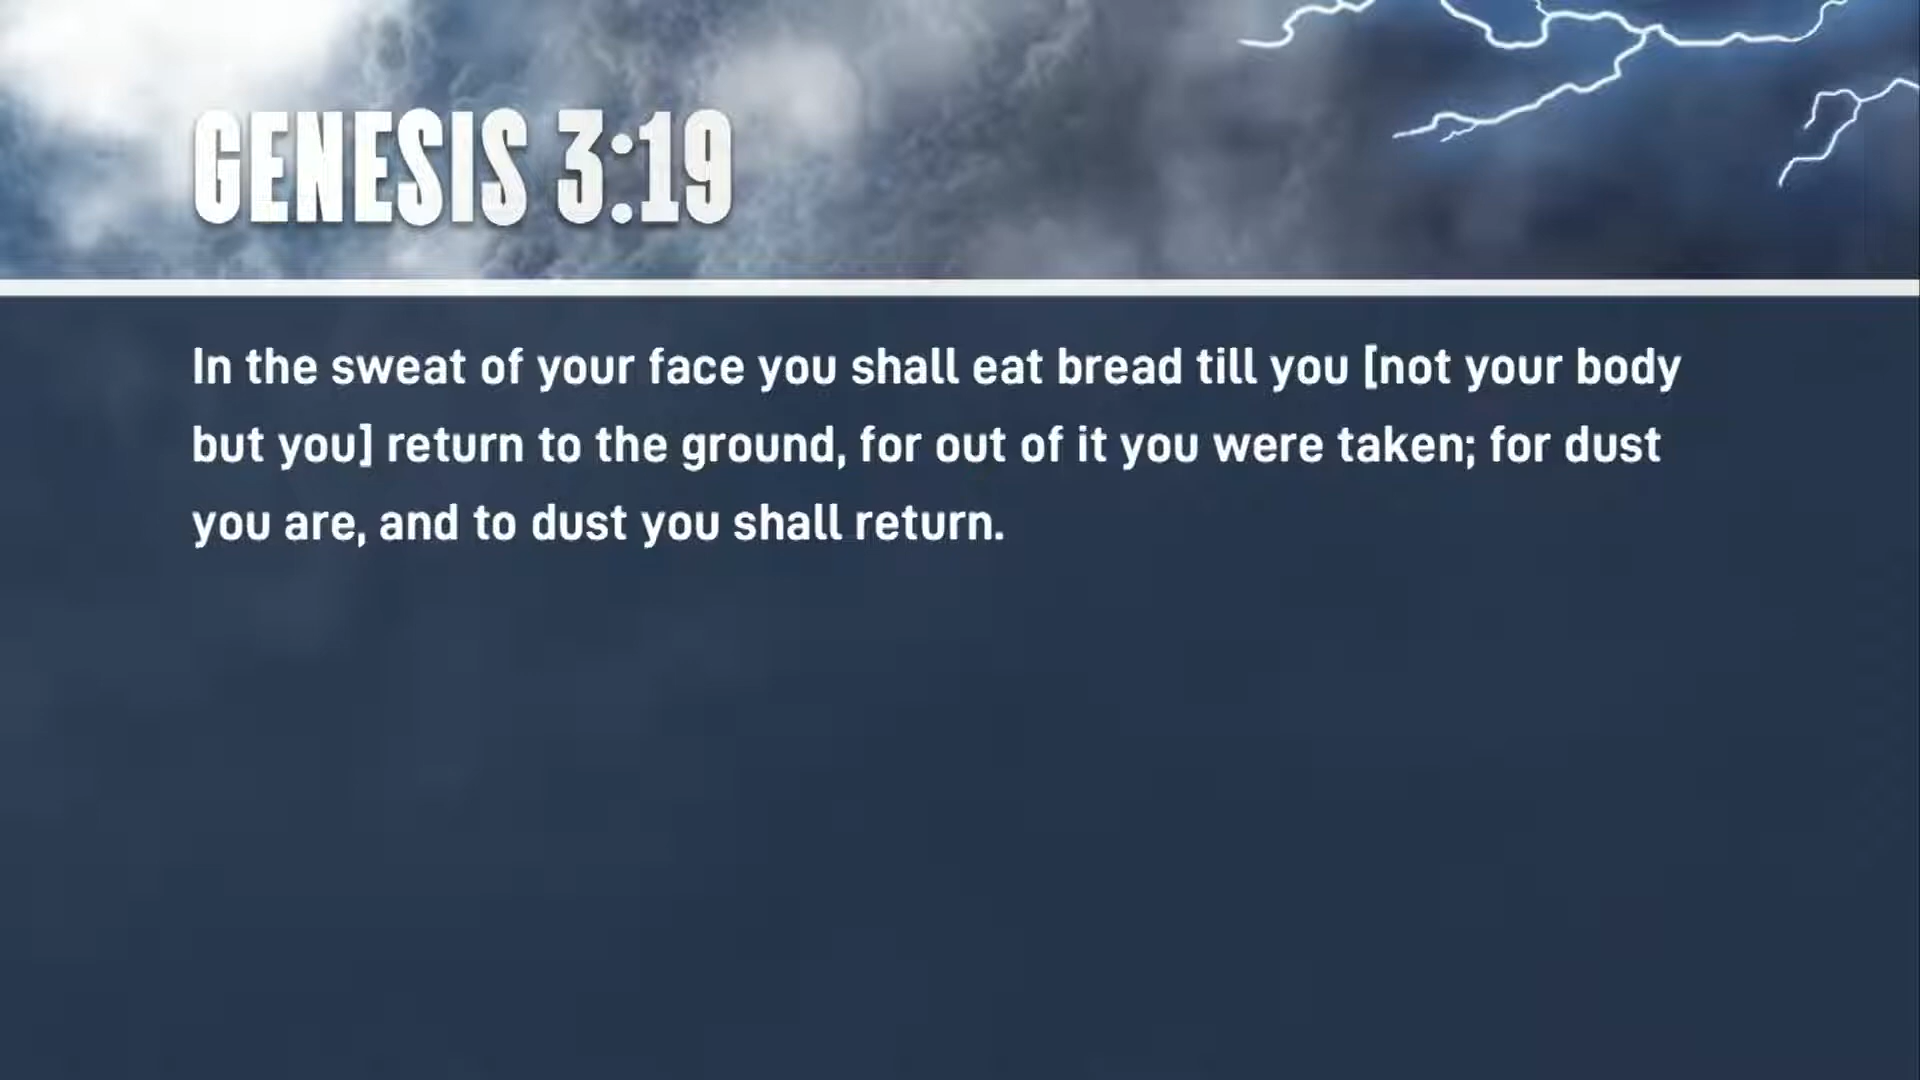 GENESIS 3:19
In the sweat of your face you shall eat bread till you [not your body
but you] return to the ground, for out of it you were taken; for dust
you are, and to dust you shall return.